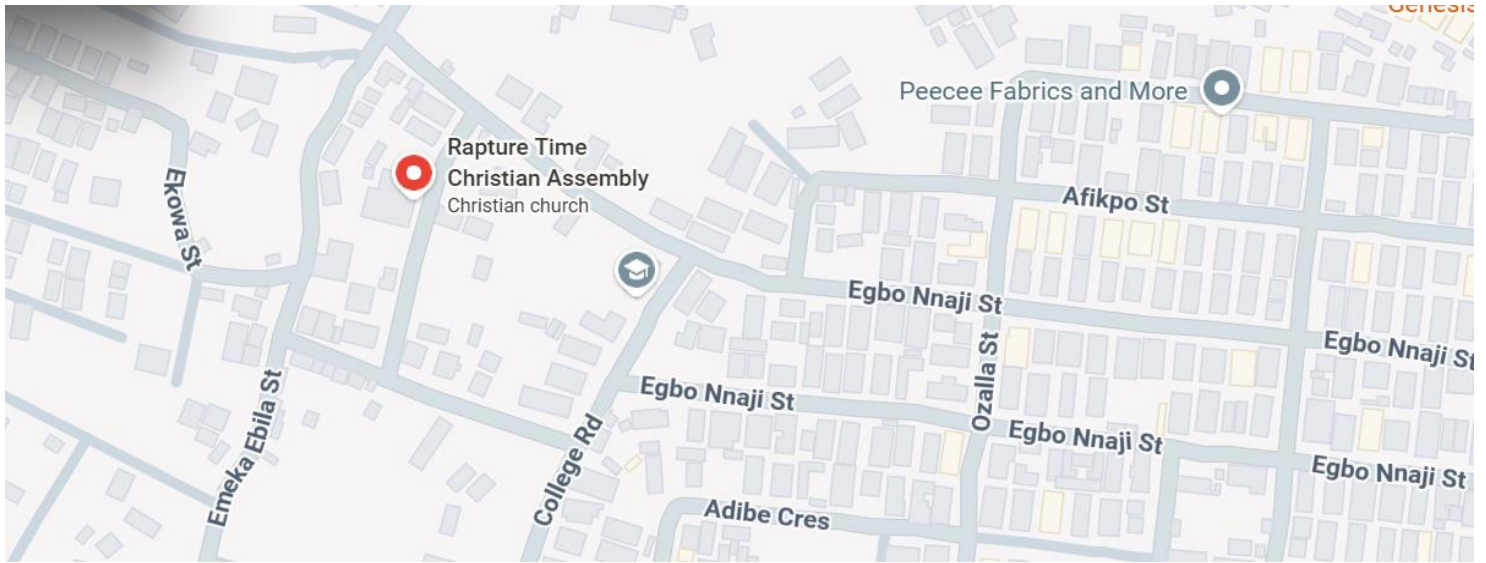 Genesis
Peecee Fabrics and More
Rapture Time
Christian Assembly
Christian church
Ekowa St
Afikpo St
Egbo Nnaji St
Egbo Nnaji St
Ozalla St
Egbo Nnaji St
Egbo Nnaji St
Egbo Nnaji St
Emeka Ebila St
College Rd
Adibe Cres